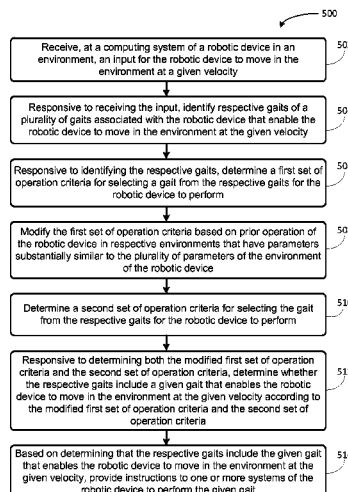 500
Receive, at a computing system of a robotic device in an
environment, an input for the robotic device to move in the
environment at a given velocity
Responsive to receiving the input, identify respective gaits of a
plurality of gaits associated with the robotic device that enable the
robotic device to move in the environment at the given velocity
Responsive to identifying the respective gaits, determine a first set of
operation criteria for selecting a gait from the respective gaits for the
robotic device to perform
Modify the first set of operation criteria based on prior operation of
the robotic device in respective environments that have parameters
substantially similar to the plurality of parameters of the environment
of the robotic device
Determine a second set of operation criteria for selecting the gait
from the respective gaits for the robotic device to perform
Responsive to determining both the modified first set of operation
criteria and the second set of operation criteria, determine whether
the respective gaits include a given gait that enables the robotic
device to move in the environment at the given velocity according to
the modified first set of operation criteria and the second set of
operation criteria
Based on determining that the respective gaits include the given gait
that enables the robotic device to move in the environment at the
given velocity, provide instructions to one or more systems of the
robotic device to perform the given gait